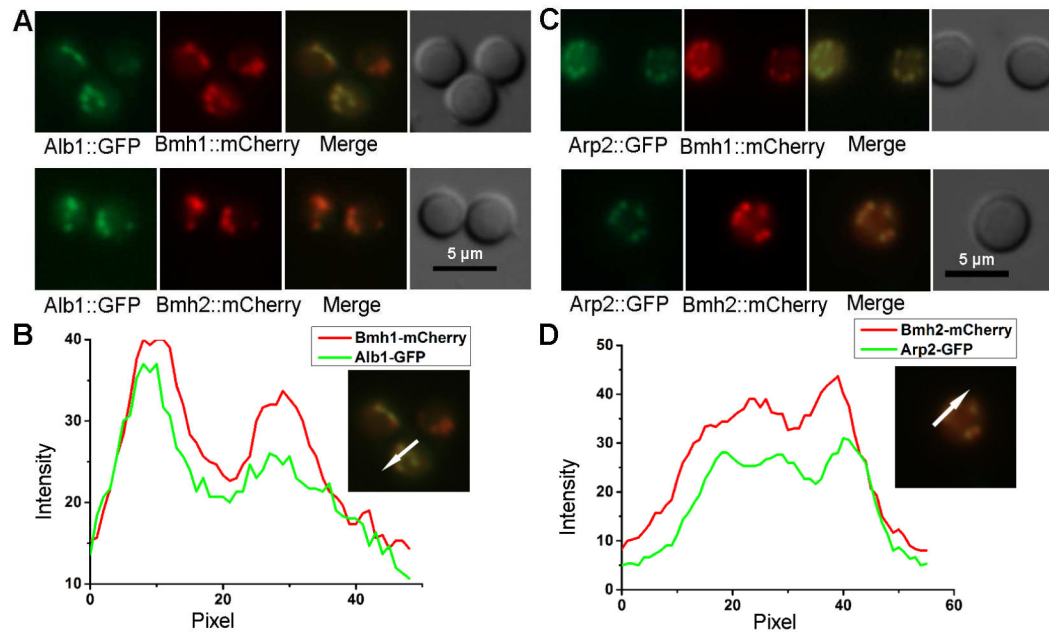 A
Alb1::GFP Bmh1::mCherry Merge
5 µm
Alb1::GFP Bmh2::mCherry Merge
B
Bmh1-mCherry
Alb1-GFP
40
30
20
10
Intensity
0 20 40
Pixel
C
Arp2::GFP Bmh1::mCherry Merge
5 µm
Arp2::GFP Bmh2::mCherry Merge
D
Bmh2-mCherry
Arp2-GFP
50
40
30
20
10
0
Intensity
0 20 40 60
Pixel